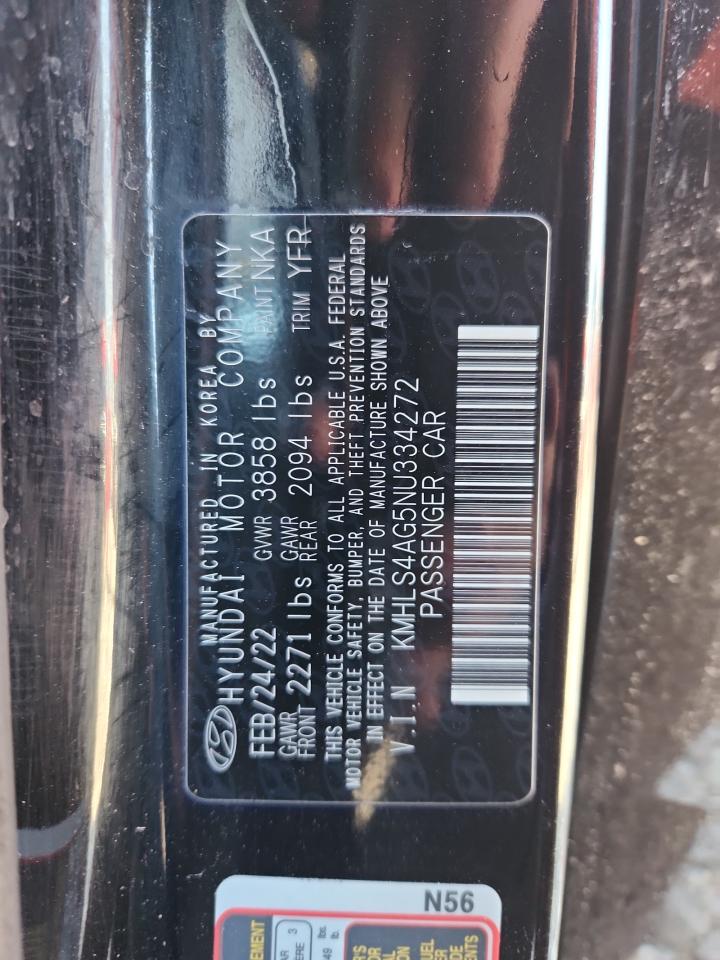 MANUFACTURED IN KOREA BY
HYUNDAI MOTOR COMPANY
FEB/24/22 GVWR 3858 lbs PAINT NKA
GAWR FRONT 2271 lbs GAWR REAR 2094 lbs TRIM YFR
THIS VEHICLE CONFORMS TO ALL APPLICABLE U.S.A. FEDERAL
MOTOR VEHICLE SAFETY, BUMPER, AND THEFT PREVENTION STANDARDS
IN EFFECT ON THE DATE OF MANUFACTURE SHOWN ABOVE
V.I.N KMHLS4AG5NU334272
PASSENGER CAR
N56